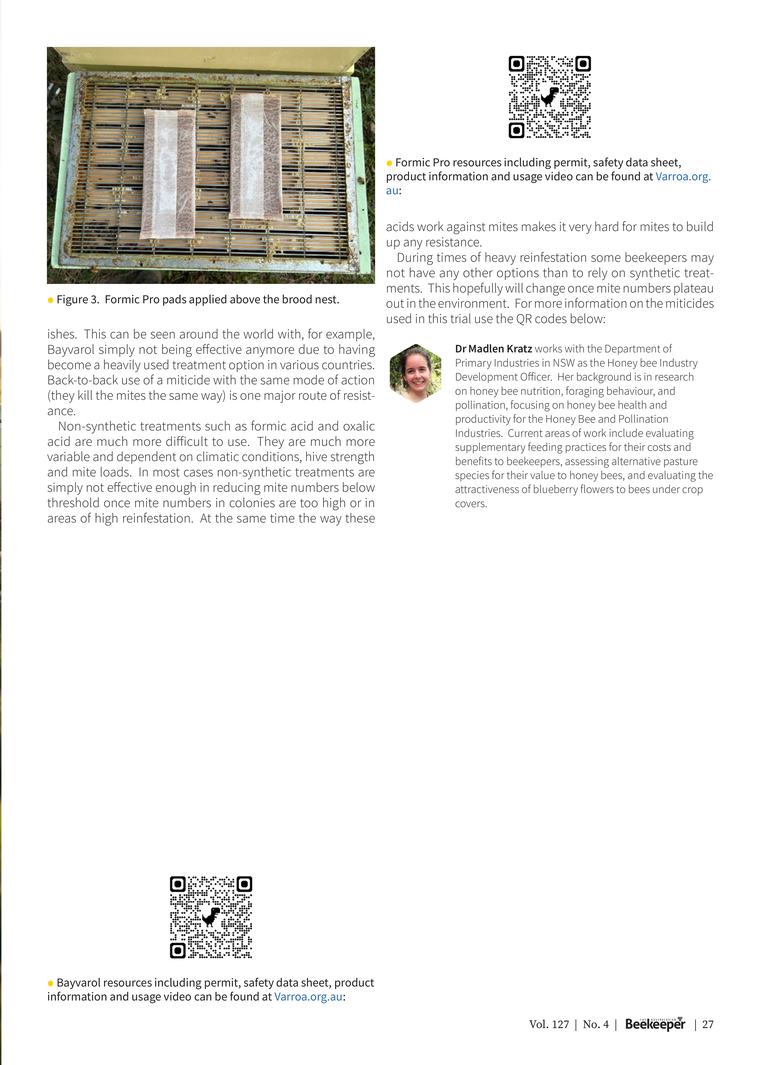 Figure 3.  Formic Pro pads applied above the brood nest.
ishes.  This can be seen around the world with, for example,
Bayvarol simply not being effective anymore due to having
become a heavily used treatment option in various countries.
Back-to-back use of a miticide with the same mode of action
(they kill the mites the same way) is one major route of resist-
ance.
Non-synthetic treatments such as formic acid and oxalic
acid are much more difficult to use.  They are much more
variable and dependent on climatic conditions, hive strength
and mite loads.  In most cases non-synthetic treatments are
simply not effective enough in reducing mite numbers below
threshold once mite numbers in colonies are too high or in
areas of high reinfestation.  At the same time the way these
Bayvarol resources including permit, safety data sheet, product
information and usage video can be found at Varroa.org.au:
Formic Pro resources including permit, safety data sheet,
product information and usage video can be found at Varroa.org.
au:
acids work against mites makes it very hard for mites to build
up any resistance.
During times of heavy reinfestation some beekeepers may
not have any other options than to rely on synthetic treat-
ments.  This hopefully will change once mite numbers plateau
out in the environment.  For more information on the miticides
used in this trial use the QR codes below:
Dr Madlen Kratz works with the Department of
Primary Industries in NSW as the Honey bee Industry
Development Officer.  Her background is in research
on honey bee nutrition, foraging behaviour, and
pollination, focusing on honey bee health and
productivity for the Honey Bee and Pollination
Industries.  Current areas of work include evaluating
supplementary feeding practices for their costs and
benefits to beekeepers, assessing alternative pasture
species for their value to honey bees, and evaluating the
attractiveness of blueberry flowers to bees under crop
covers.
Vol. 127 | No. 4 | Beekeeper | 27